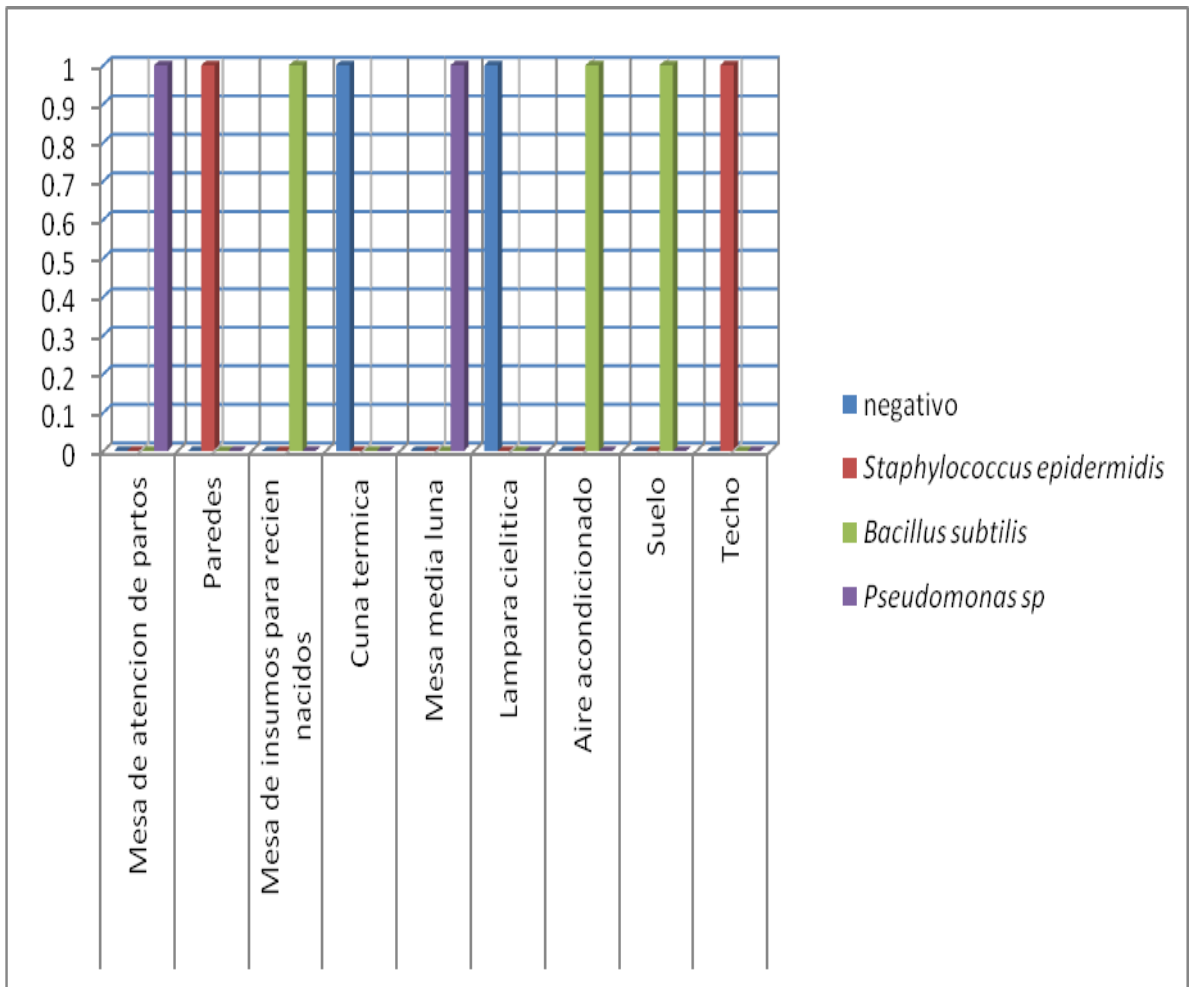 1
0.9
0.8
0.7
0.6
0.5
0.4
0.3
0.2
0.1
0
Mesa de atencion de partos
Paredes
Mesa de insumos para recien
nacidos
Cuna termica
Mesa media luna
Lampara cielitica
Aire acondicionado
Suelo
Techo
negativo
Staphylococcus epidermidis
Bacillus subtilis
Pseudomonas sp